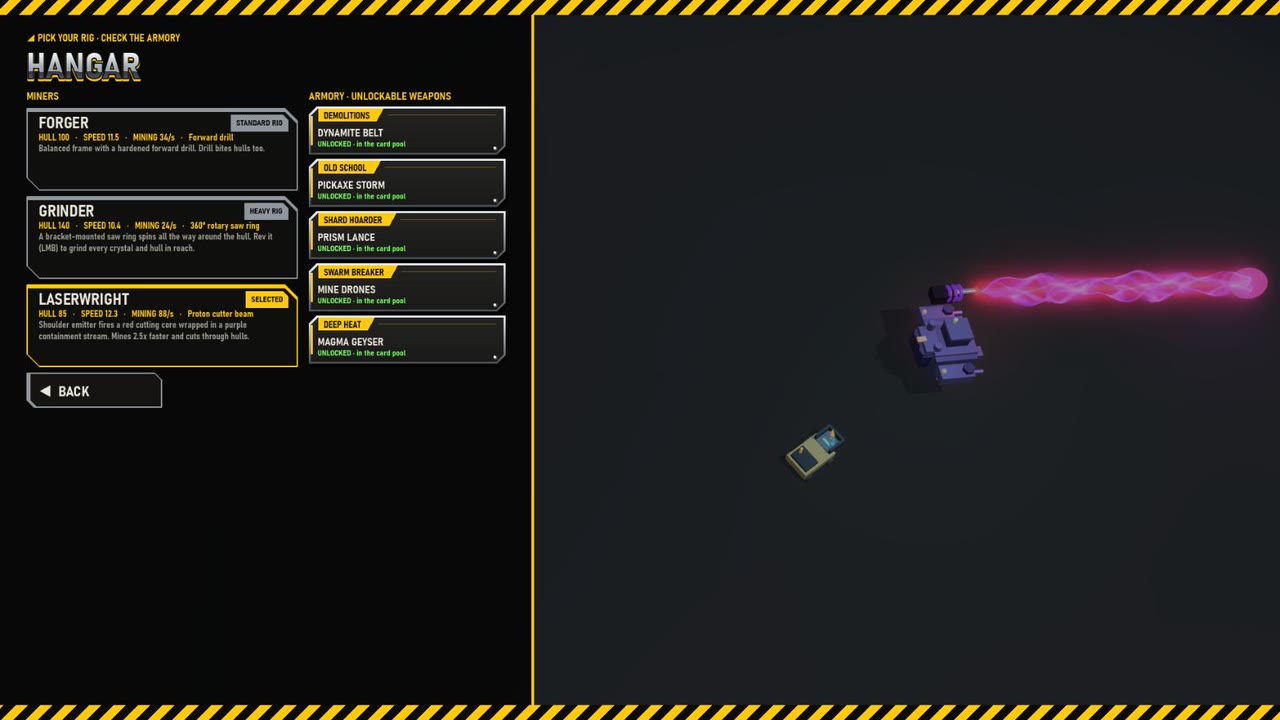 PICK YOUR RIG · CHECK THE ARMORY
HANGAR
MINERS
FORGER
STANDARD RIG
HULL 100 · SPEED 11.5 · MINING 34/s · Forward drill
Balanced frame with a hardened forward drill. Drill bites hulls too.
GRINDER
HEAVY RIG
HULL 140 · SPEED 10.4 · MINING 24/s · 360° rotary saw ring
A bracket-mounted saw ring spins all the way around the hull. Rev it
(LMB) to grind every crystal and hull in reach.
LASERWRIGHT
SELECTED
HULL 85 · SPEED 12.3 · MINING 88/s · Proton cutter beam
Shoulder emitter fires a red cutting core wrapped in a purple
containment stream. Mines 2.5x faster and cuts through hulls.
BACK
ARMORY · UNLOCKABLE WEAPONS
DEMOLITIONS
DYNAMITE BELT
UNLOCKED · in the card pool
OLD SCHOOL
PICKAXE STORM
UNLOCKED · in the card pool
SHARD HOARDER
PRISM LANCE
UNLOCKED · in the card pool
SWARM BREAKER
MINE DRONES
UNLOCKED · in the card pool
DEEP HEAT
MAGMA GEYSER
UNLOCKED · in the card pool